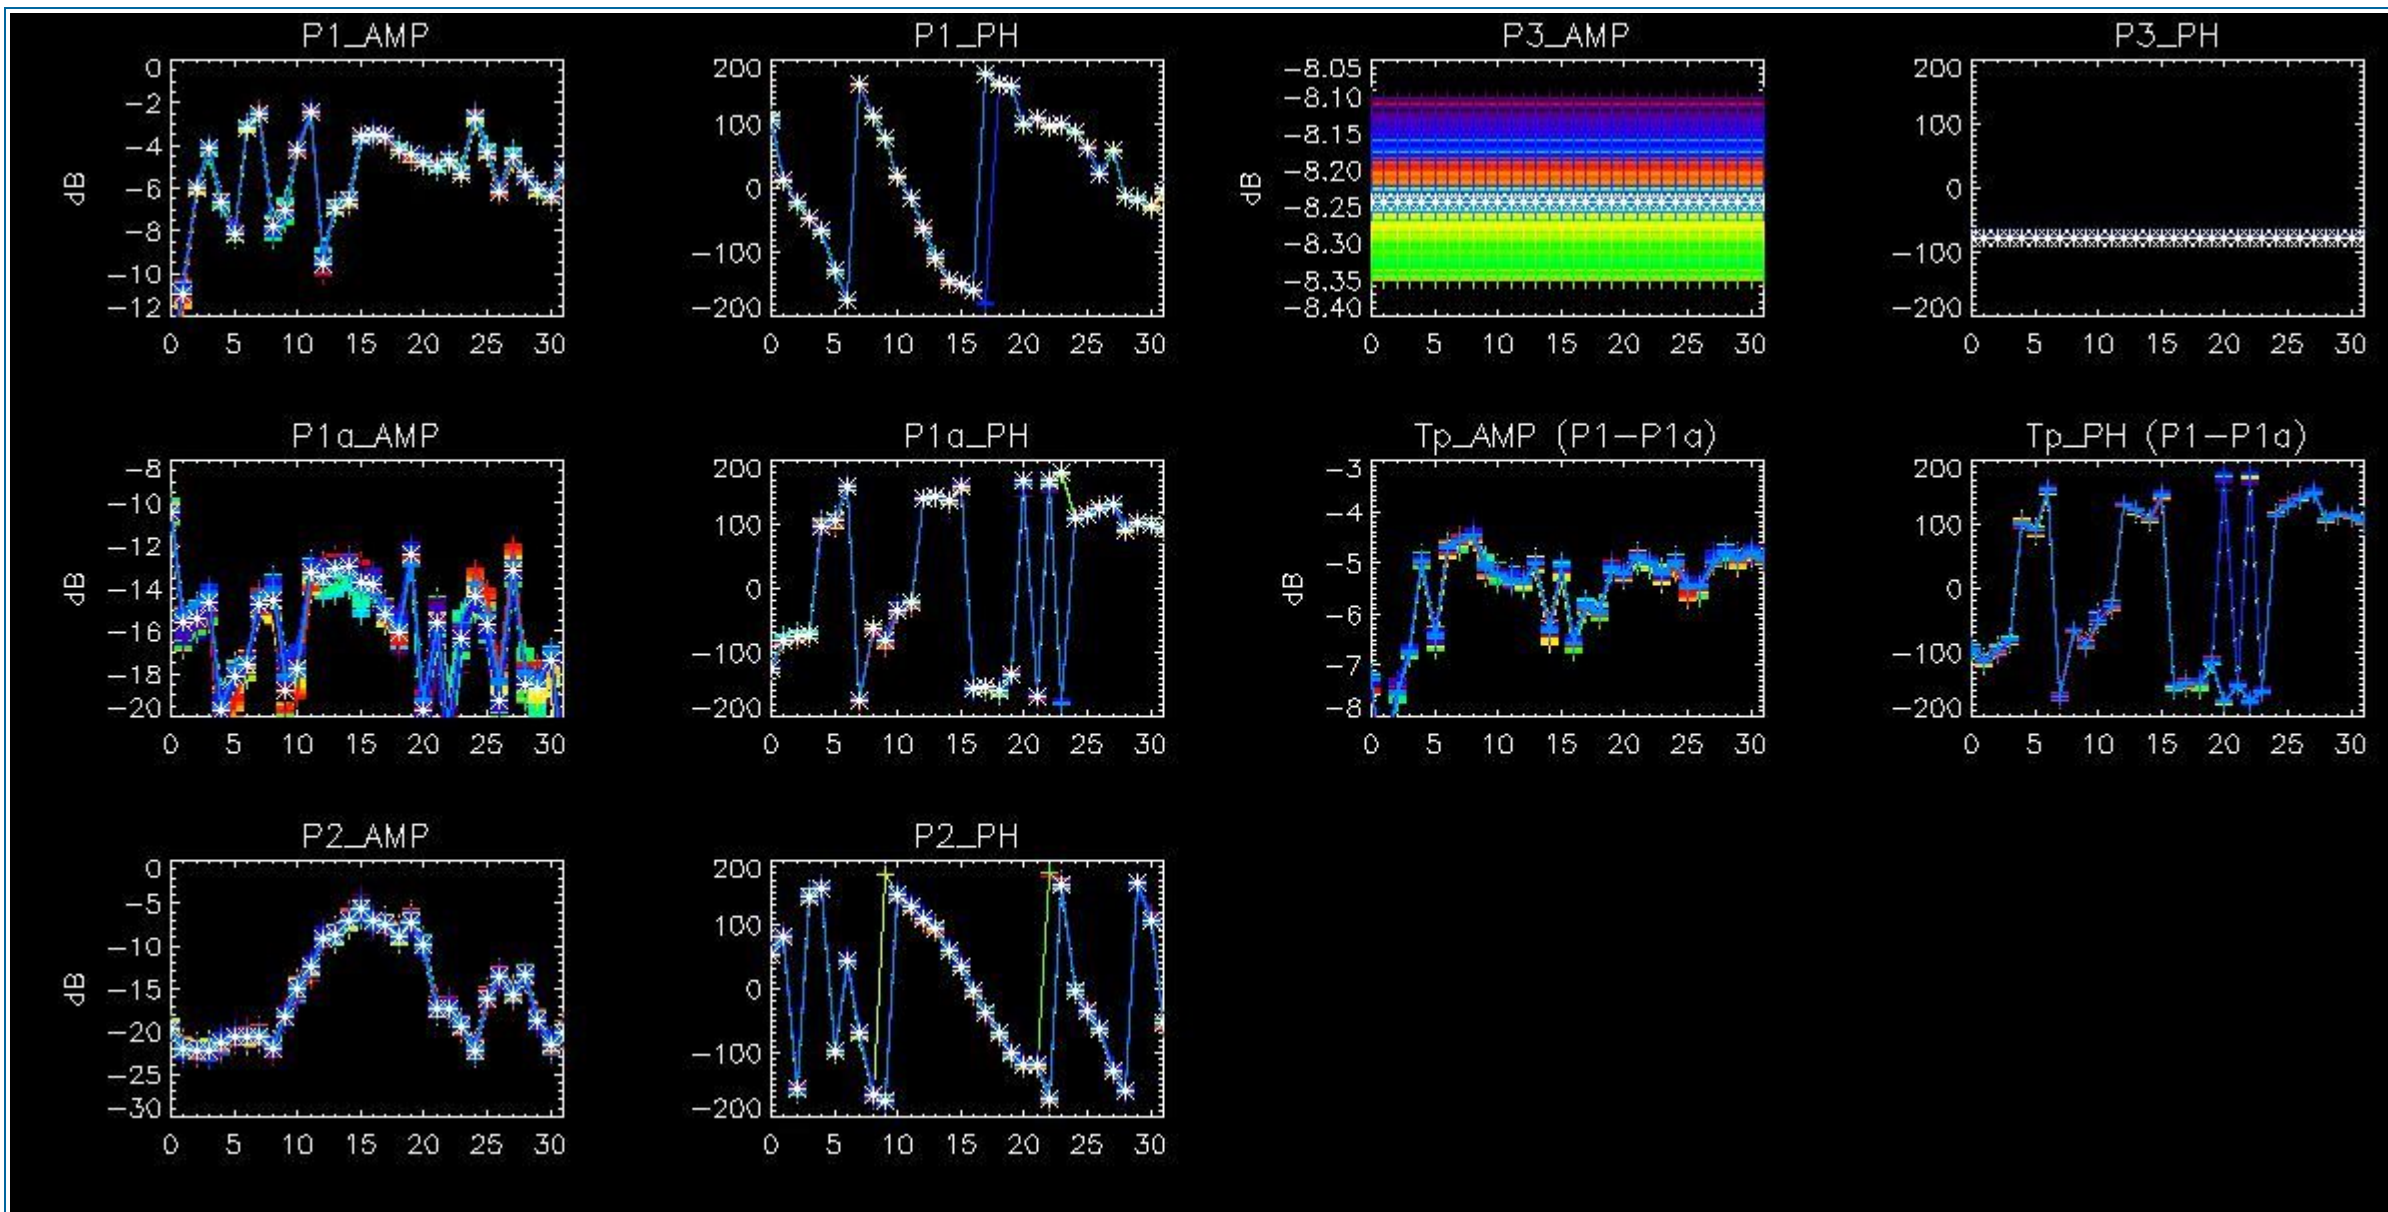 P1_AMP P1_PH P3_AMP P3_PH
0 200 -8.05 200
-2 100 -8.10 100
-4 0 -8.15 0
-6 -100 -8.20 -100
-8 -200 -8.25 -200
-10 -8.30
-12 -8.35
-8.40
dB dB
0 5 10 15 20 25 30 0 5 10 15 20 25 30 0 5 10 15 20 25 30 0 5 10 15 20 25 30
P1a_AMP P1a_PH Tp_AMP (P1-P1a) Tp_PH (P1-P1a)
-8 200 -3 200
-10 100 -4 100
-12 0 -5 0
-14 -100 -6 -100
-16 -200 -7 -200
-18 -8
-20
dB dB
0 5 10 15 20 25 30 0 5 10 15 20 25 30 0 5 10 15 20 25 30 0 5 10 15 20 25 30
P2_AMP P2_PH
0 200
-5 100
-10 0
-15 -100
-20 -200
-25
-30
dB
0 5 10 15 20 25 30 0 5 10 15 20 25 30